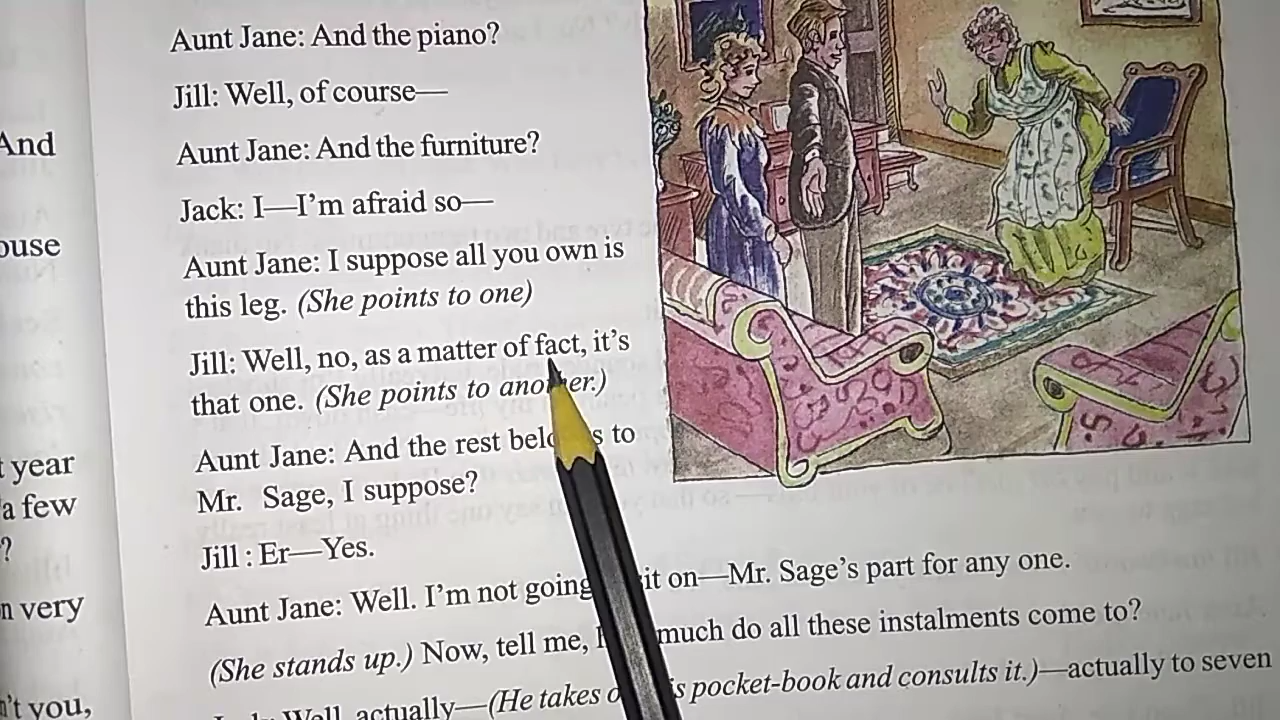 And
ouse
t year
a few
?
n very
n't you,
Aunt Jane: And the piano?
Jill: Well, of course—
Aunt Jane: And the furniture?
Jack: I—I'm afraid so—
Aunt Jane: I suppose all you own is
this leg. (She points to one)
Jill: Well, no, as a matter of fact, it's
that one. (She points to er.)
Aunt Jane: And the rest to
Mr. Sage, I suppose?
Jill : Er—Yes.
Aunt Jane: Well. I'm not going sit on—Mr. Sage's part for any one.
(She stands up.) Now, tell me, much do all these instalments come to?
Well, actually—(He takes pocket-book and consults it.)—actually to seven